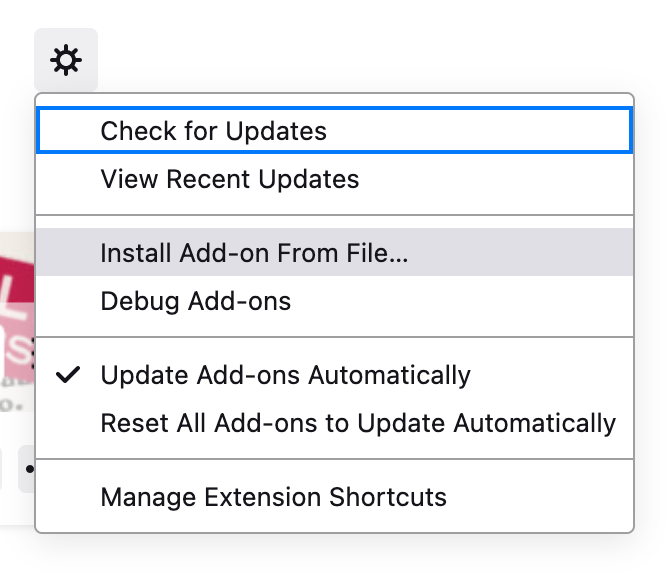 Check for Updates
View Recent Updates
Install Add-on From File...
Debug Add-ons
Update Add-ons Automatically
Reset All Add-ons to Update Automatically
Manage Extension Shortcuts